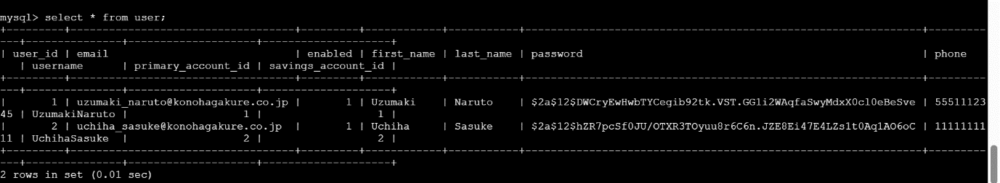 mysql> select * from user;
+---------+----------------------------------+---------+------------+-----------+--------------------------------------------------------------+---------
---+---------------+--------------------+--------------------+
| user_id | email                            | enabled | first_name | last_name | password                                                     | phone
   | username      | primary_account_id | savings_account_id |
+---------+----------------------------------+---------+------------+-----------+--------------------------------------------------------------+---------
---+---------------+--------------------+--------------------+
|       1 | uzumaki_naruto@konohagakure.co.jp |       1 | Uzumaki    | Naruto    | $2a$12$DWCryEwHwbTYCegib92tk.VST.GG1i2WAqfaSwyMdxX0cl0eBeSve | 55511123
45 | UzumakiNaruto |                  1 |                  1 |
|       2 | uchiha_sasuke@konohagakure.co.jp |       1 | Uchiha     | Sasuke    | $2a$12$hZR7pcSf0JU/OTXR3TOyuu8r6C6n.JZE8Ei47E4LZs1t0Aq1AO6oC | 11111111
11 | UchihaSasuke  |                  2 |                  2 |
+---------+----------------------------------+---------+------------+-----------+--------------------------------------------------------------+---------
---+---------------+--------------------+--------------------+
2 rows in set (0.01 sec)